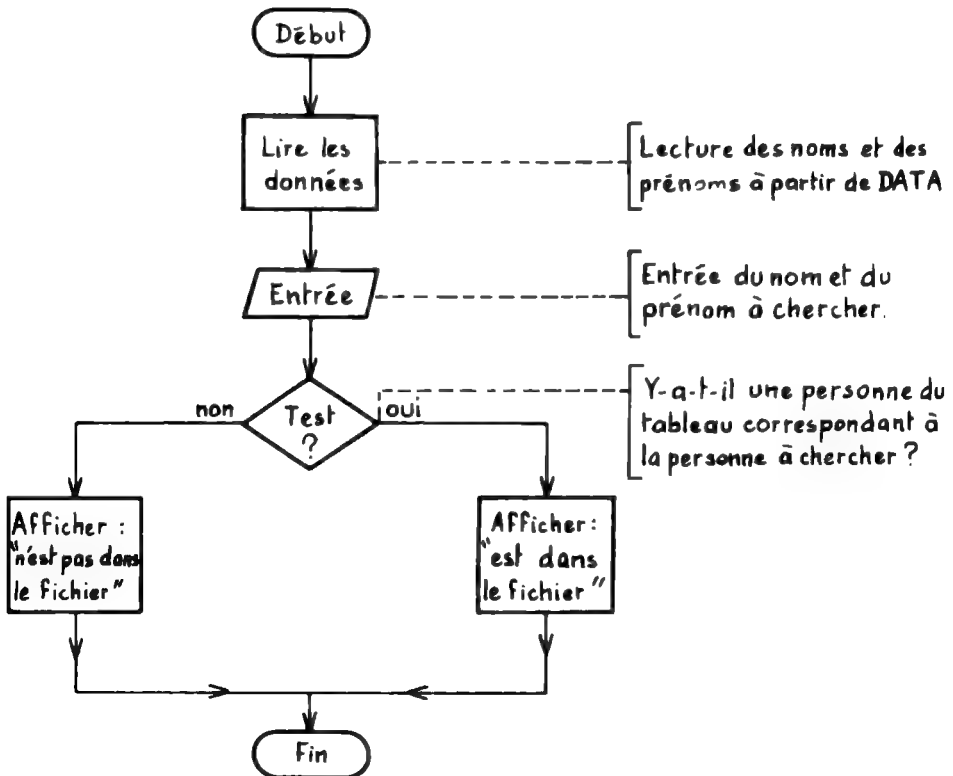 Début
Lire les
données
Lecture des noms et des
prénoms à partir de DATA
Entrée
Entrée du nom et du
prénom à chercher.
Test
?
non
oui
Y-a-t-il une personne du
tableau correspondant à
la personne à chercher ?
Afficher :
"n'est pas dans
le fichier"
Afficher :
"est dans
le fichier"
Fin